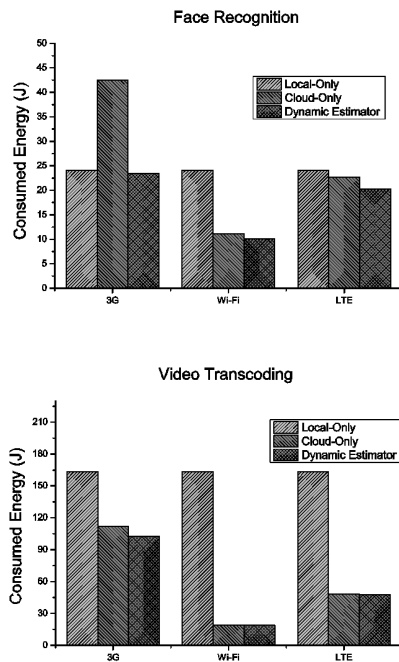 Face Recognition
Consumed Energy (J)
50
45
40
35
30
25
20
15
10
5
0
Local-Only
Cloud-Only
Dynamic Estimator
3G Wi-Fi LTE
Video Transcoding
Consumed Energy (J)
210
180
150
120
90
60
30
0
Local-Only
Cloud-Only
Dynamic Estimator
3G Wi-Fi LTE